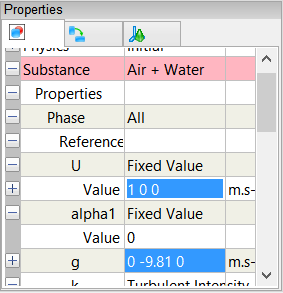 Properties
Physics Initial
Substance Air + Water
Properties
Phase All
Reference
U Fixed Value
Value 1 0 0 m.s-
alpha1 Fixed Value
Value 0
g 0 -9.81 0 m.s-
k Turbulent Intensity